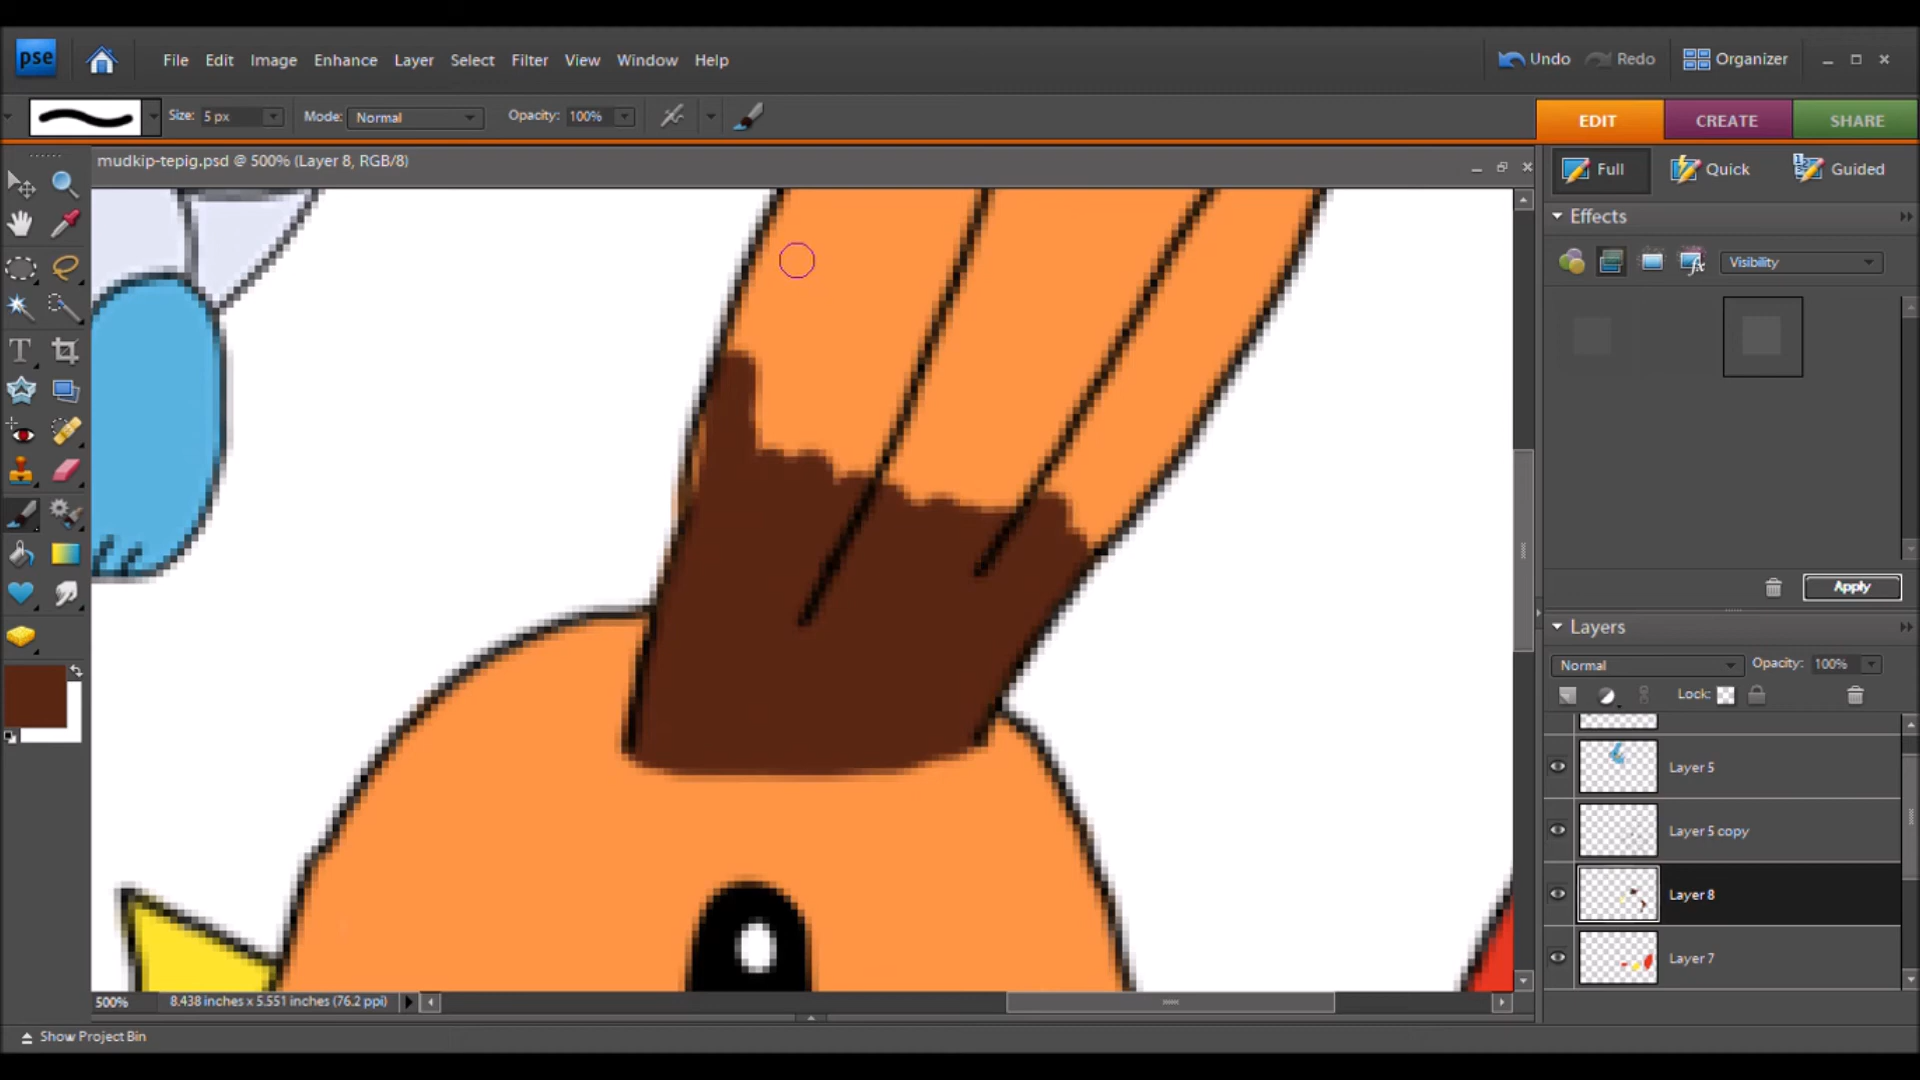 pse File Edit Image Enhance Layer Select Filter View Window Help Undo Redo Organizer
Size: 5 px Mode: Normal Opacity: 100% EDIT CREATE SHARE
mudkip-tepig.psd @ 500% (Layer 8, RGB/8)
Full Quick Guided
Effects
Visibility
Apply
Layers
Normal Opacity: 100%
Lock:
Layer 5
Layer 5 copy
Layer 8
Layer 7
500% 8.438 inches x 5.551 inches (76.2 ppi)
Show Project Bin